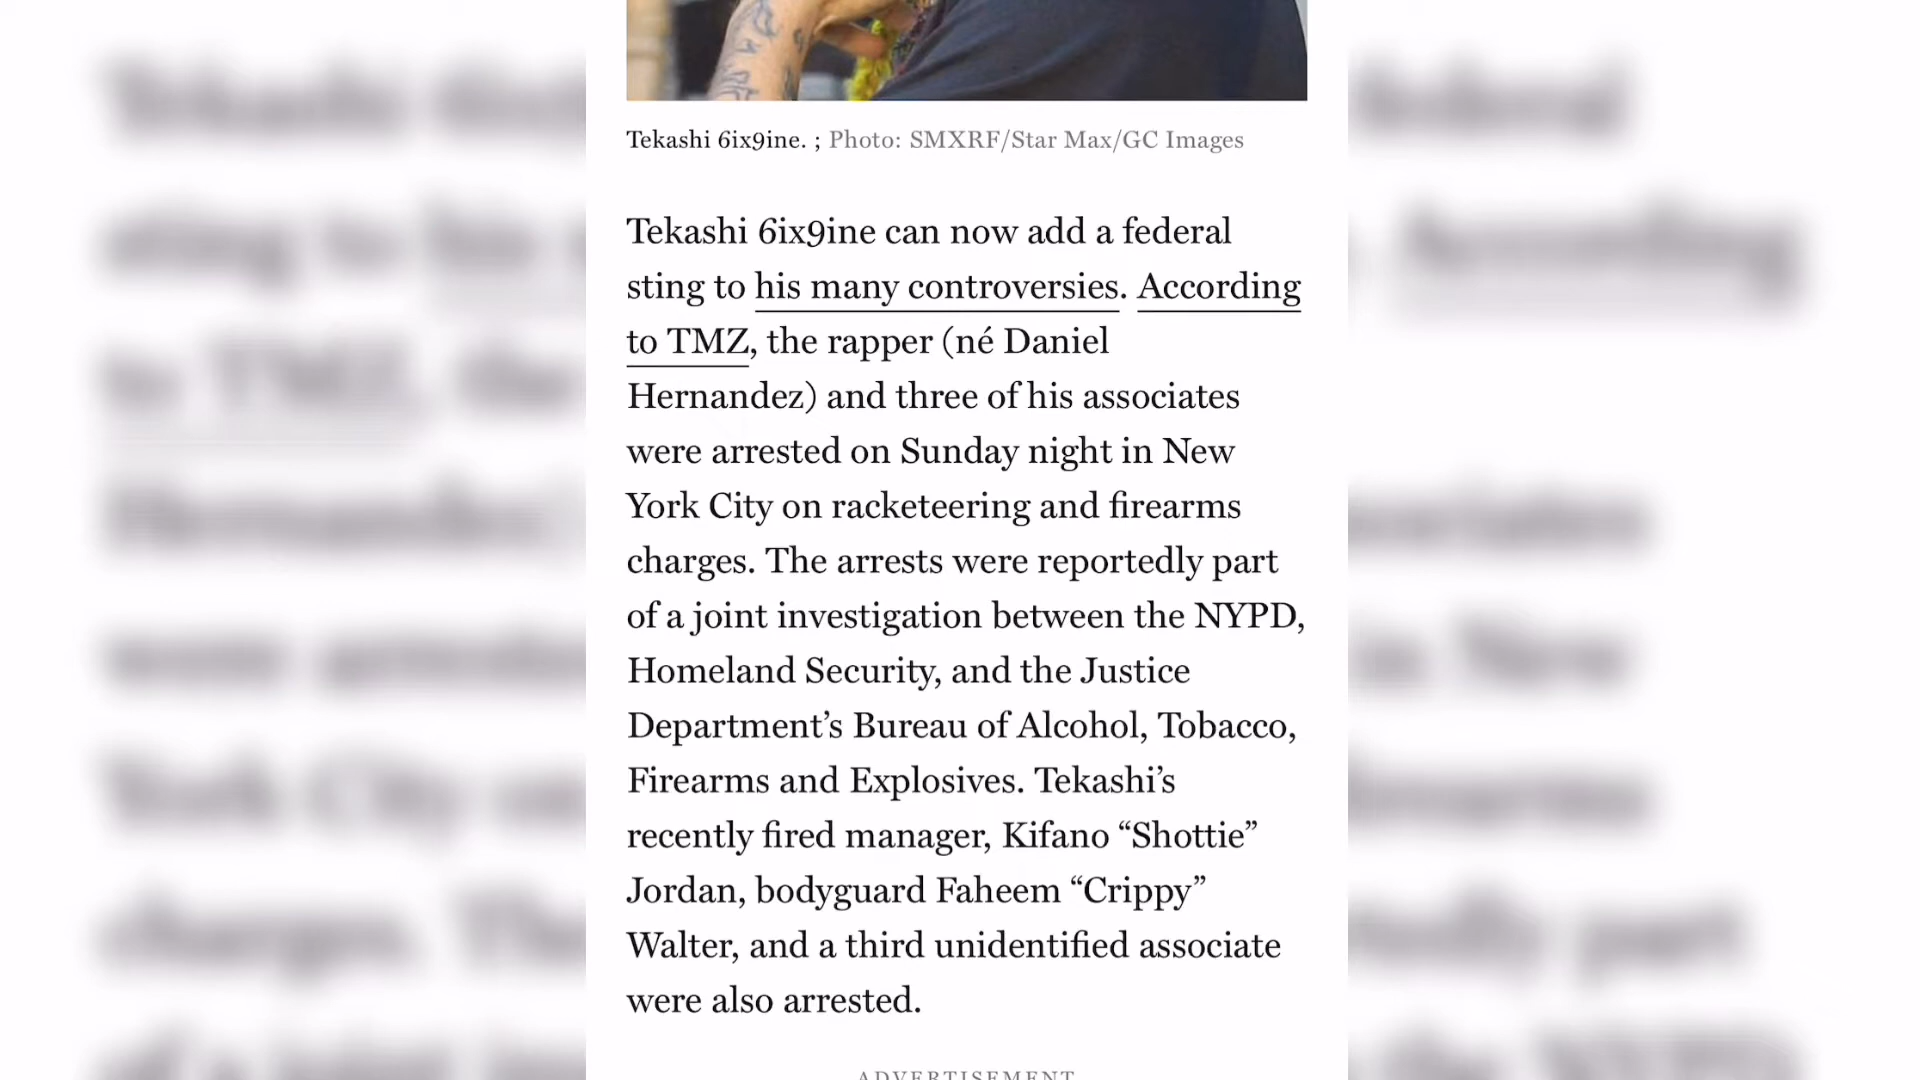 Tekashi 6ix9ine. ; Photo: SMXRF/Star Max/GC Images
Tekashi 6ix9ine can now add a federal
sting to his many controversies. According
to TMZ, the rapper (né Daniel
Hernandez) and three of his associates
were arrested on Sunday night in New
York City on racketeering and firearms
charges. The arrests were reportedly part
of a joint investigation between the NYPD,
Homeland Security, and the Justice
Department’s Bureau of Alcohol, Tobacco,
Firearms and Explosives. Tekashi’s
recently fired manager, Kifano “Shottie”
Jordan, bodyguard Faheem “Crippy”
Walter, and a third unidentified associate
were also arrested.
ADVERTISEMENT